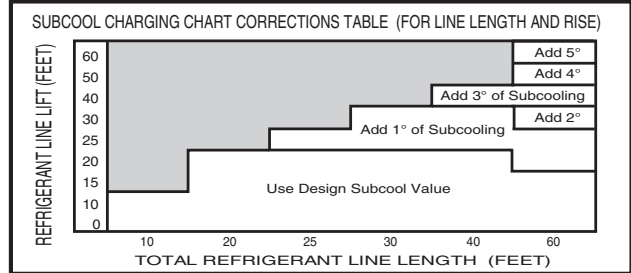 SUBCOOL CHARGING CHART CORRECTIONS TABLE (FOR LINE LENGTH AND RISE)
REFRIGERANT LINE LIFT (FEET)
60
50
40
30
25
20
15
10
0
Add 5°
Add 4°
Add 3° of Subcooling
Add 2°
Add 1° of Subcooling
Use Design Subcool Value
10 20 25 30 40 60
TOTAL REFRIGERANT LINE LENGTH (FEET)